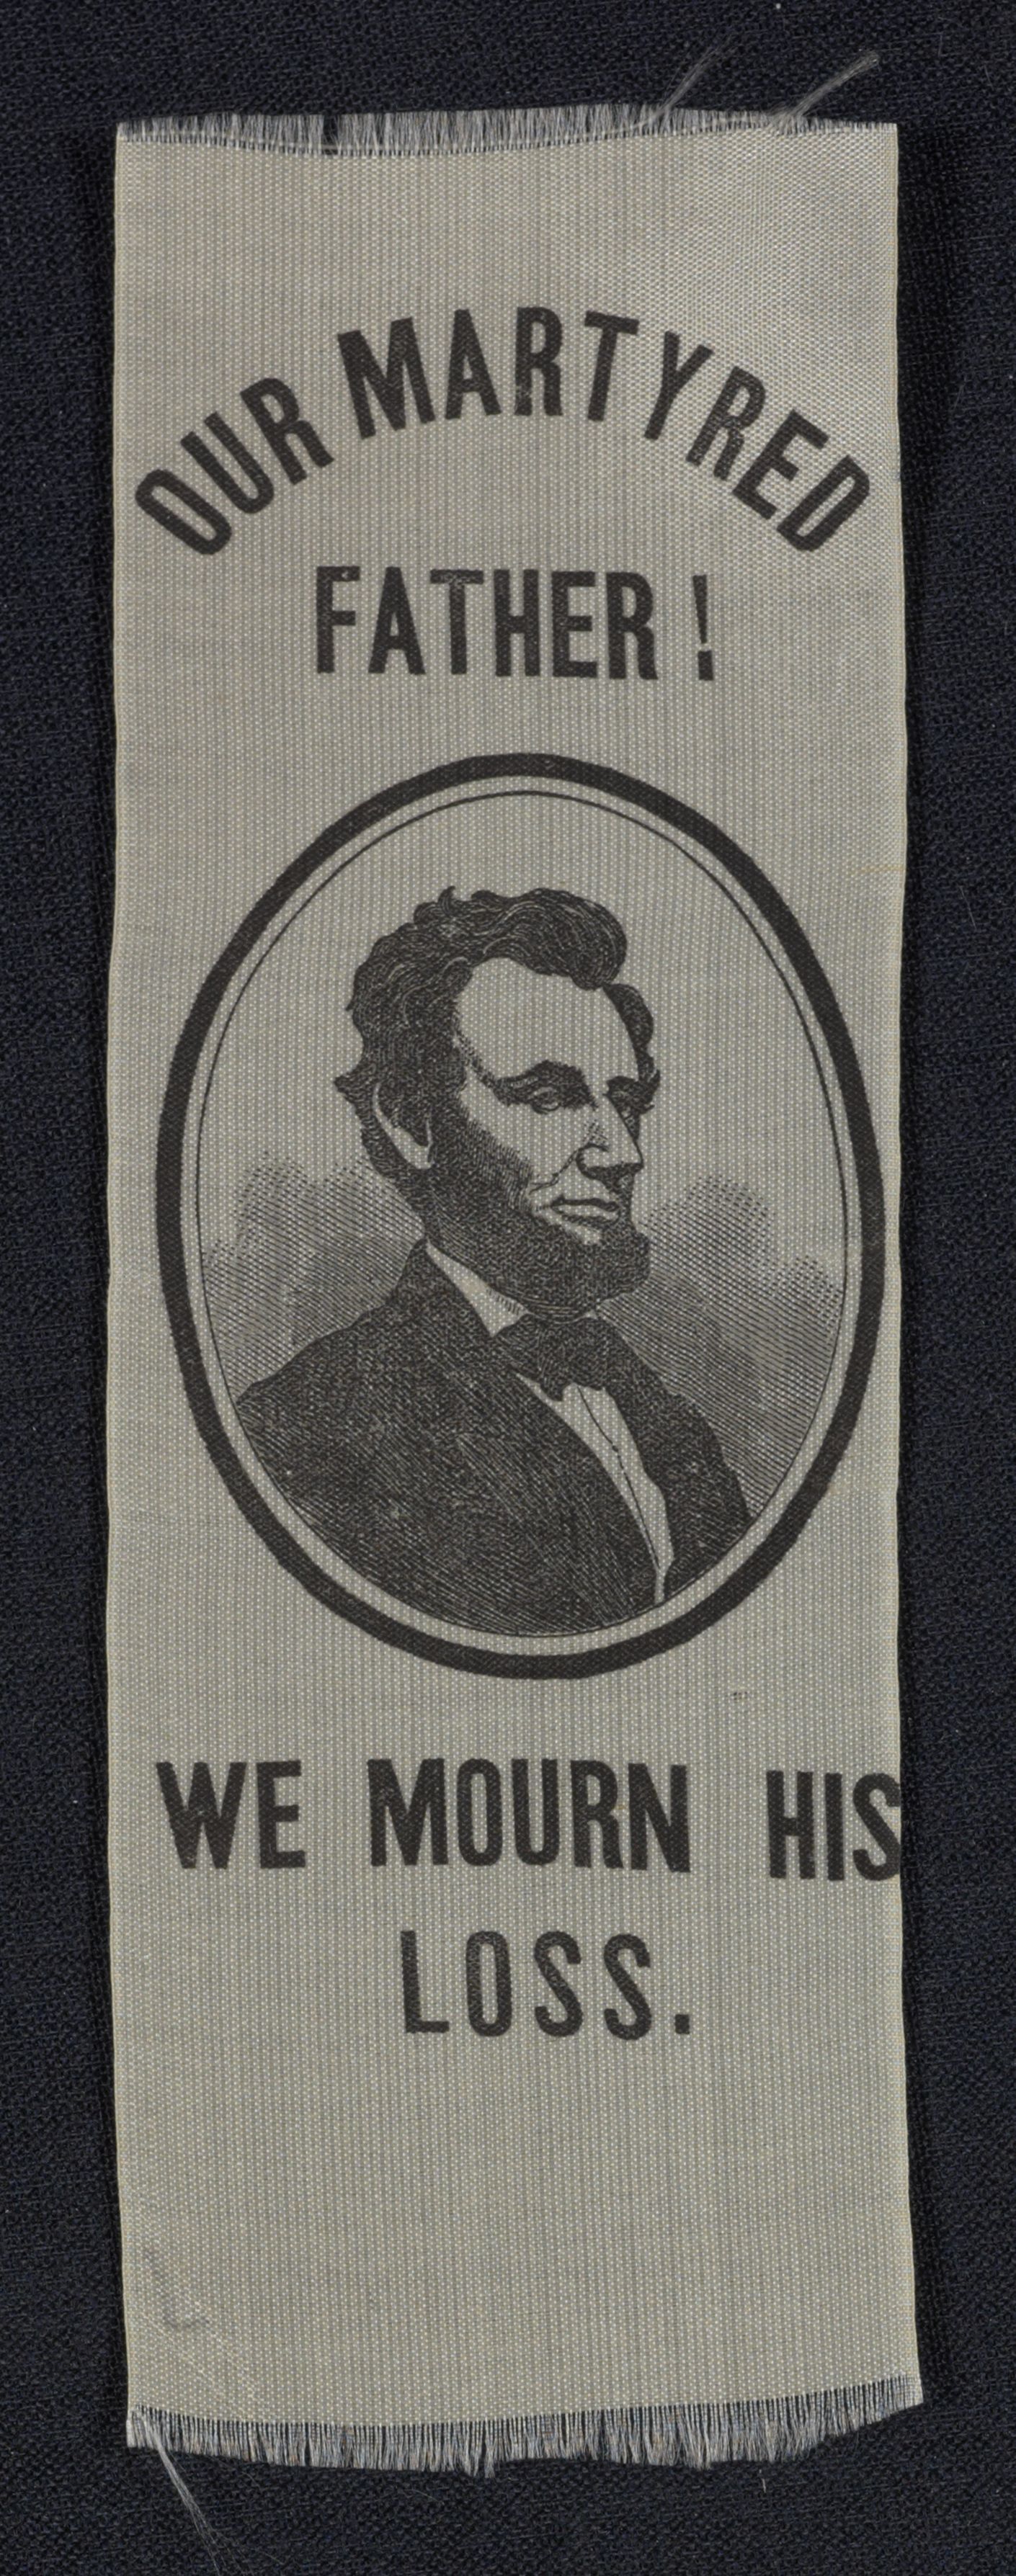 OUR MARTYRED
FATHER !
WE MOURN HIS
LOSS.